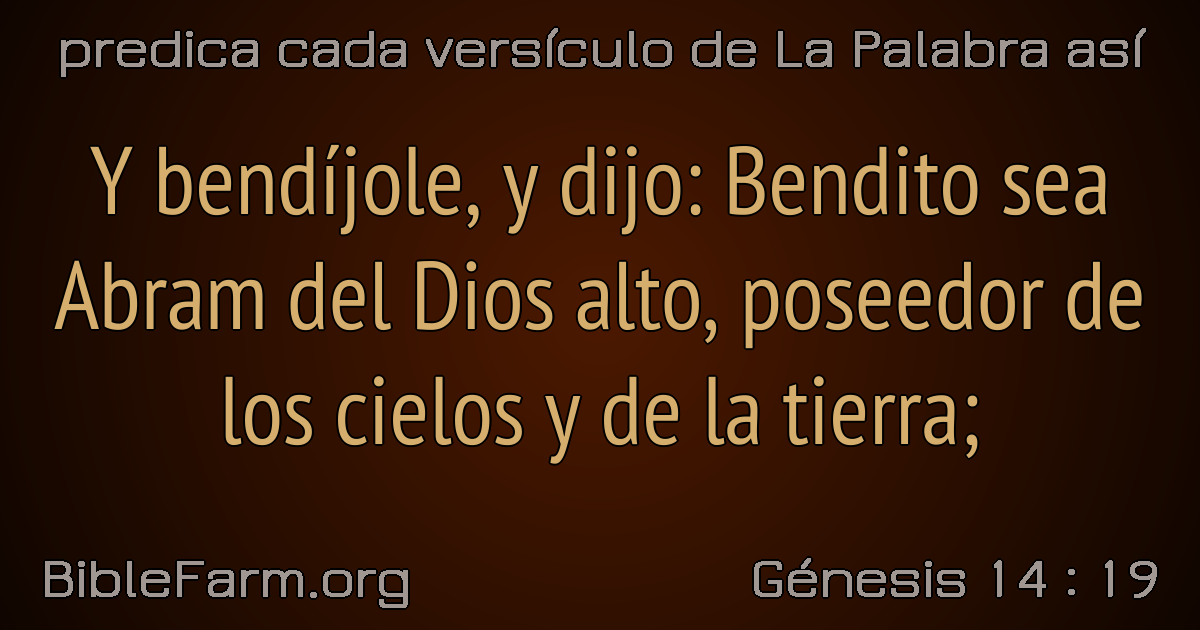 predica cada versículo de La Palabra así
Y bendíjole, y dijo: Bendito sea
Abram del Dios alto, poseedor de
los cielos y de la tierra;
BibleFarm.org
Génesis 14 : 19